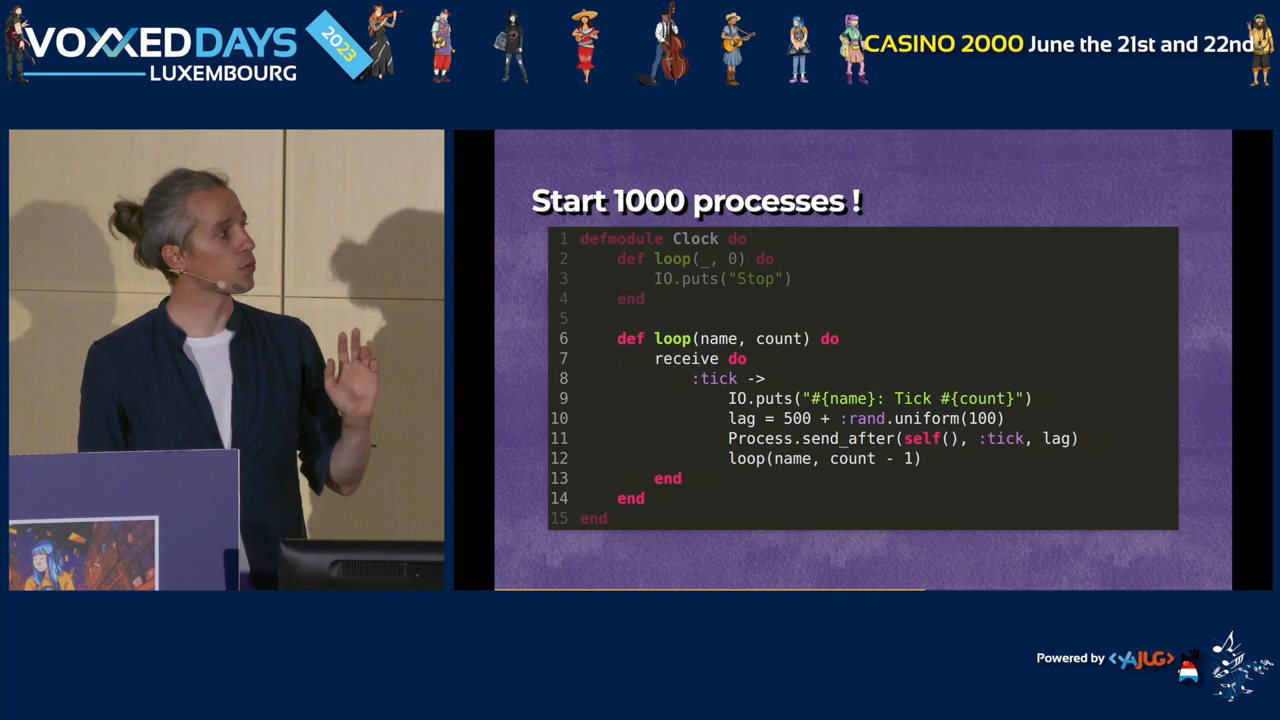 VOXXED DAYS
LUXEMBOURG
2023
CASINO 2000 June the 21st and 22nd
Start 1000 processes !
1 defmodule Clock do
2 def loop(_, 0) do
3 IO.puts("Stop")
4 end
5
6 def loop(name, count) do
7 receive do
8 :tick ->
9 IO.puts("#{name}: Tick #{count}")
10 lag = 500 + :rand.uniform(100)
11 Process.send_after(self(), :tick, lag)
12 loop(name, count - 1)
13 end
14 end
15 end
Powered by <YAJUG>